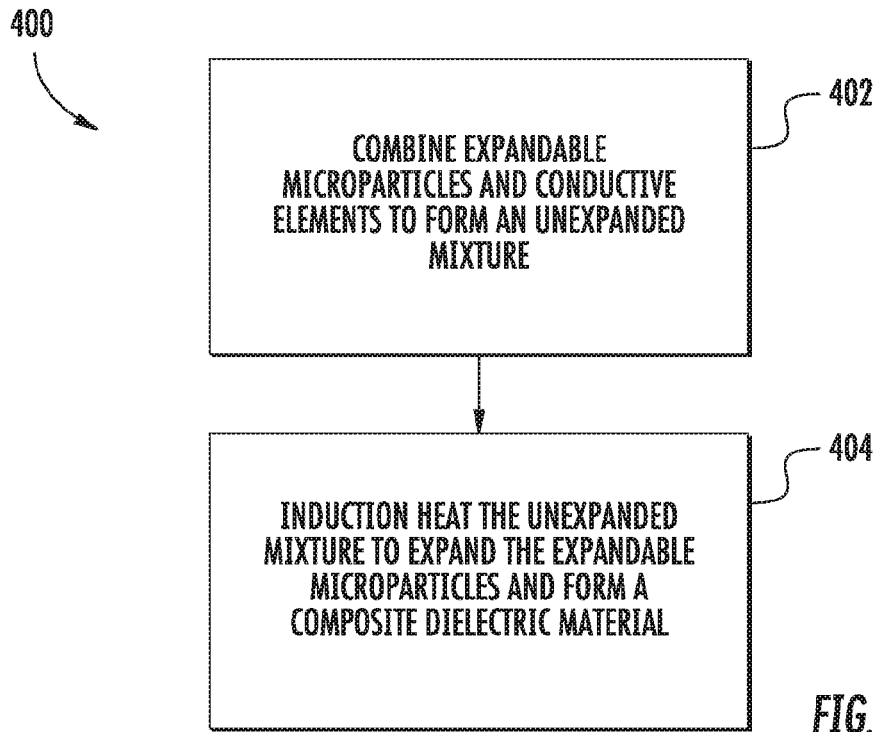 400
402
COMBINE EXPANDABLE
MICROPARTICLES AND CONDUCTIVE
ELEMENTS TO FORM AN UNEXPANDED
MIXTURE
404
INDUCTION HEAT THE UNEXPANDED
MIXTURE TO EXPAND THE EXPANDABLE
MICROPARTICLES AND FORM A
COMPOSITE DIELECTRIC MATERIAL
FIG.